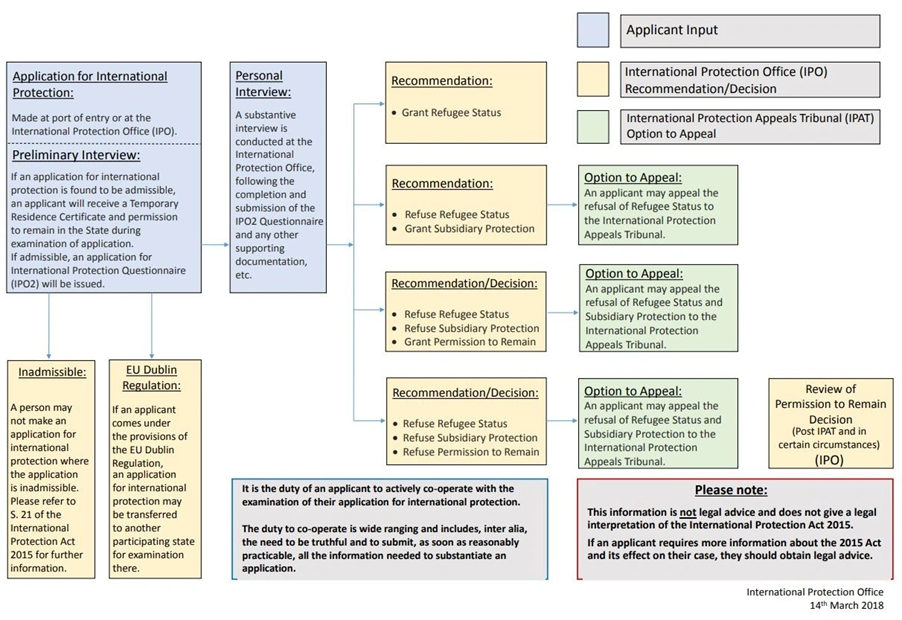 Applicant Input
International Protection Office (IPO)
Recommendation/Decision
International Protection Appeals Tribunal (IPAT)
Option to Appeal
Application for International
Protection:
Made at port of entry or at the
International Protection Office (IPO).
Preliminary Interview:
If an application for international
protection is found to be admissible,
an applicant will receive a Temporary
Residence Certificate and permission
to remain in the State during
examination of application.
If admissible, an application for
International Protection Questionnaire
(IPO2) will be issued.
Personal
Interview:
A substantive
interview is
conducted at the
International
Protection Office,
following the
completion and
submission of the
IPO2 Questionnaire
and any other
supporting
documentation,
etc.
Recommendation:
• Grant Refugee Status
Recommendation:
• Refuse Refugee Status
• Grant Subsidiary Protection
Option to Appeal:
An applicant may appeal the
refusal of Refugee Status to
the International Protection
Appeals Tribunal.
Recommendation/Decision:
• Refuse Refugee Status
• Refuse Subsidiary Protection
• Grant Permission to Remain
Option to Appeal:
An applicant may appeal the
refusal of Refugee Status and
Subsidiary Protection to the
International Protection
Appeals Tribunal.
Recommendation/Decision:
• Refuse Refugee Status
• Refuse Subsidiary Protection
• Refuse Permission to Remain
Option to Appeal:
An applicant may appeal the
refusal of Refugee Status and
Subsidiary Protection to the
International Protection
Appeals Tribunal.
Review of
Permission to Remain
Decision
(Post IPAT and in
certain circumstances)
(IPO)
Inadmissible:
A person may
not make an
application for
international
protection where
the application
is inadmissible.
Please refer to
S. 21 of the
International
Protection Act
2015 for further
information.
EU Dublin
Regulation:
If an applicant
comes under
the provisions of
the EU Dublin
Regulation,
an application
for international
protection may
be transferred
to another
participating state
for examination
there.
It is the duty of an applicant to actively co-operate with the
examination of their application for international protection.
The duty to co-operate is wide ranging and includes, inter alia,
the need to be truthful and to submit, as soon as reasonably
practicable, all the information needed to substantiate an
application.
Please note:
This information is not legal advice and does not give a legal
interpretation of the International Protection Act 2015.
If an applicant requires more information about the 2015 Act
and its effect on their case, they should obtain legal advice.
International Protection Office
14th March 2018